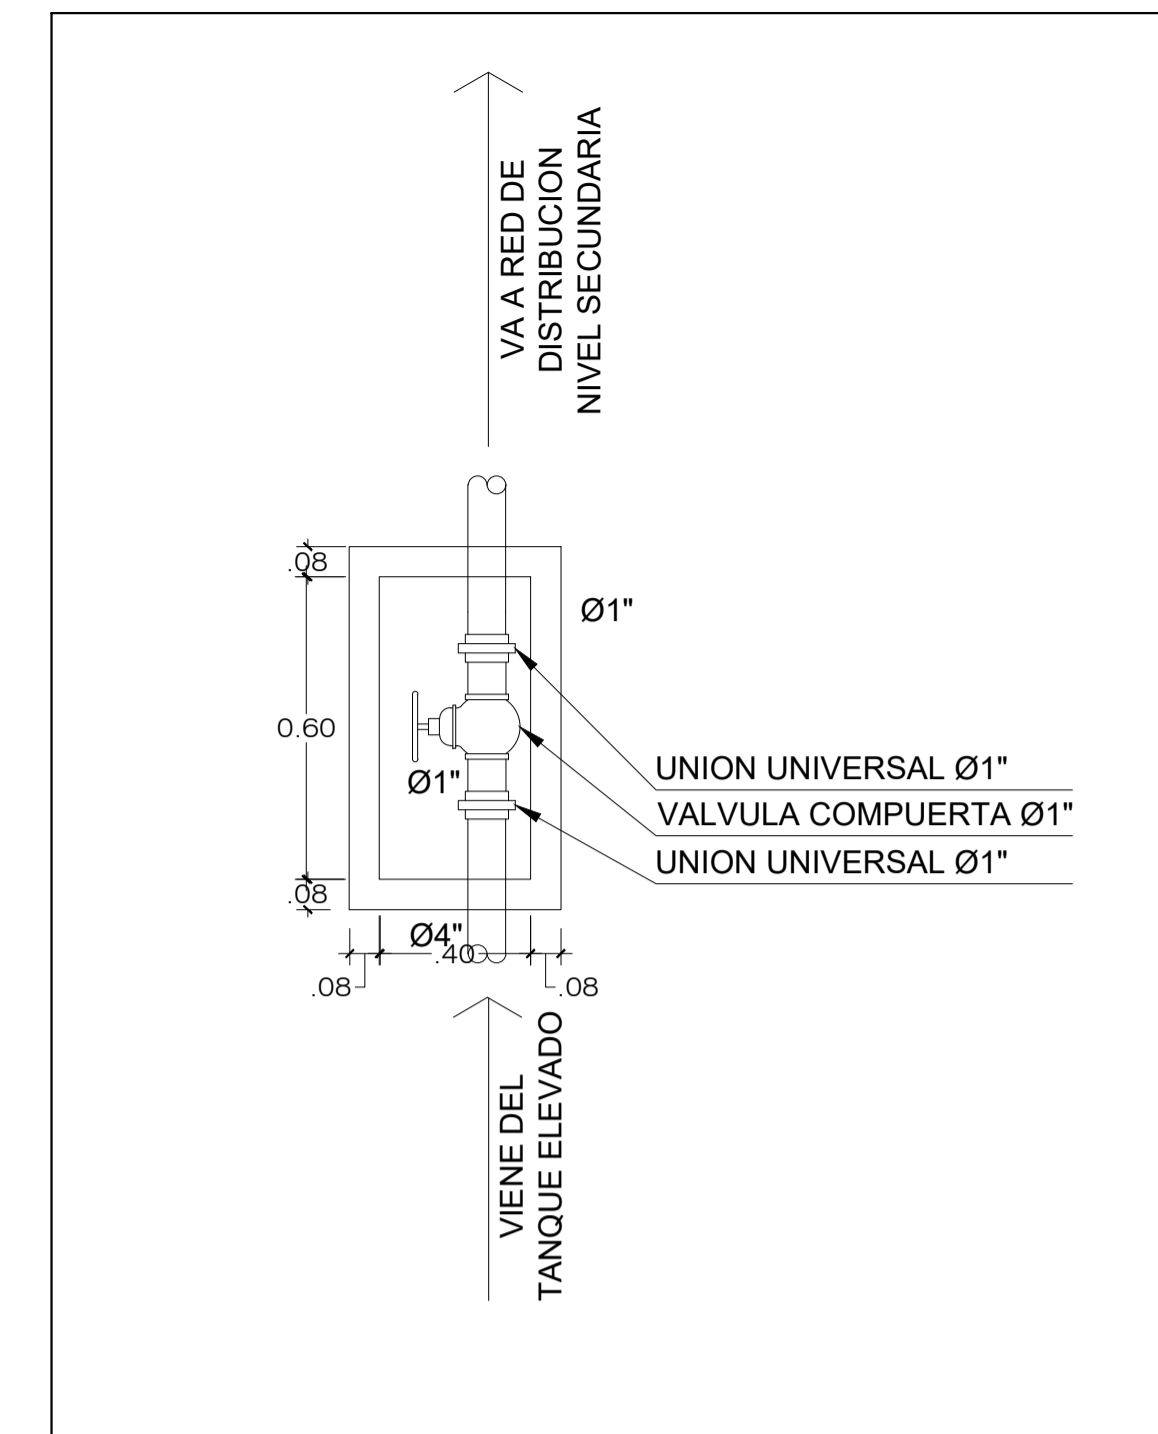 VA A RED DE
DISTRIBUCION
NIVEL SECUNDARIA
.08
Ø1"
0.60
UNION UNIVERSAL Ø1"
Ø1"
VALVULA COMPUERTA Ø1"
UNION UNIVERSAL Ø1"
.08
Ø4"
.40
.08
.08
VIENE DEL
TANQUE ELEVADO